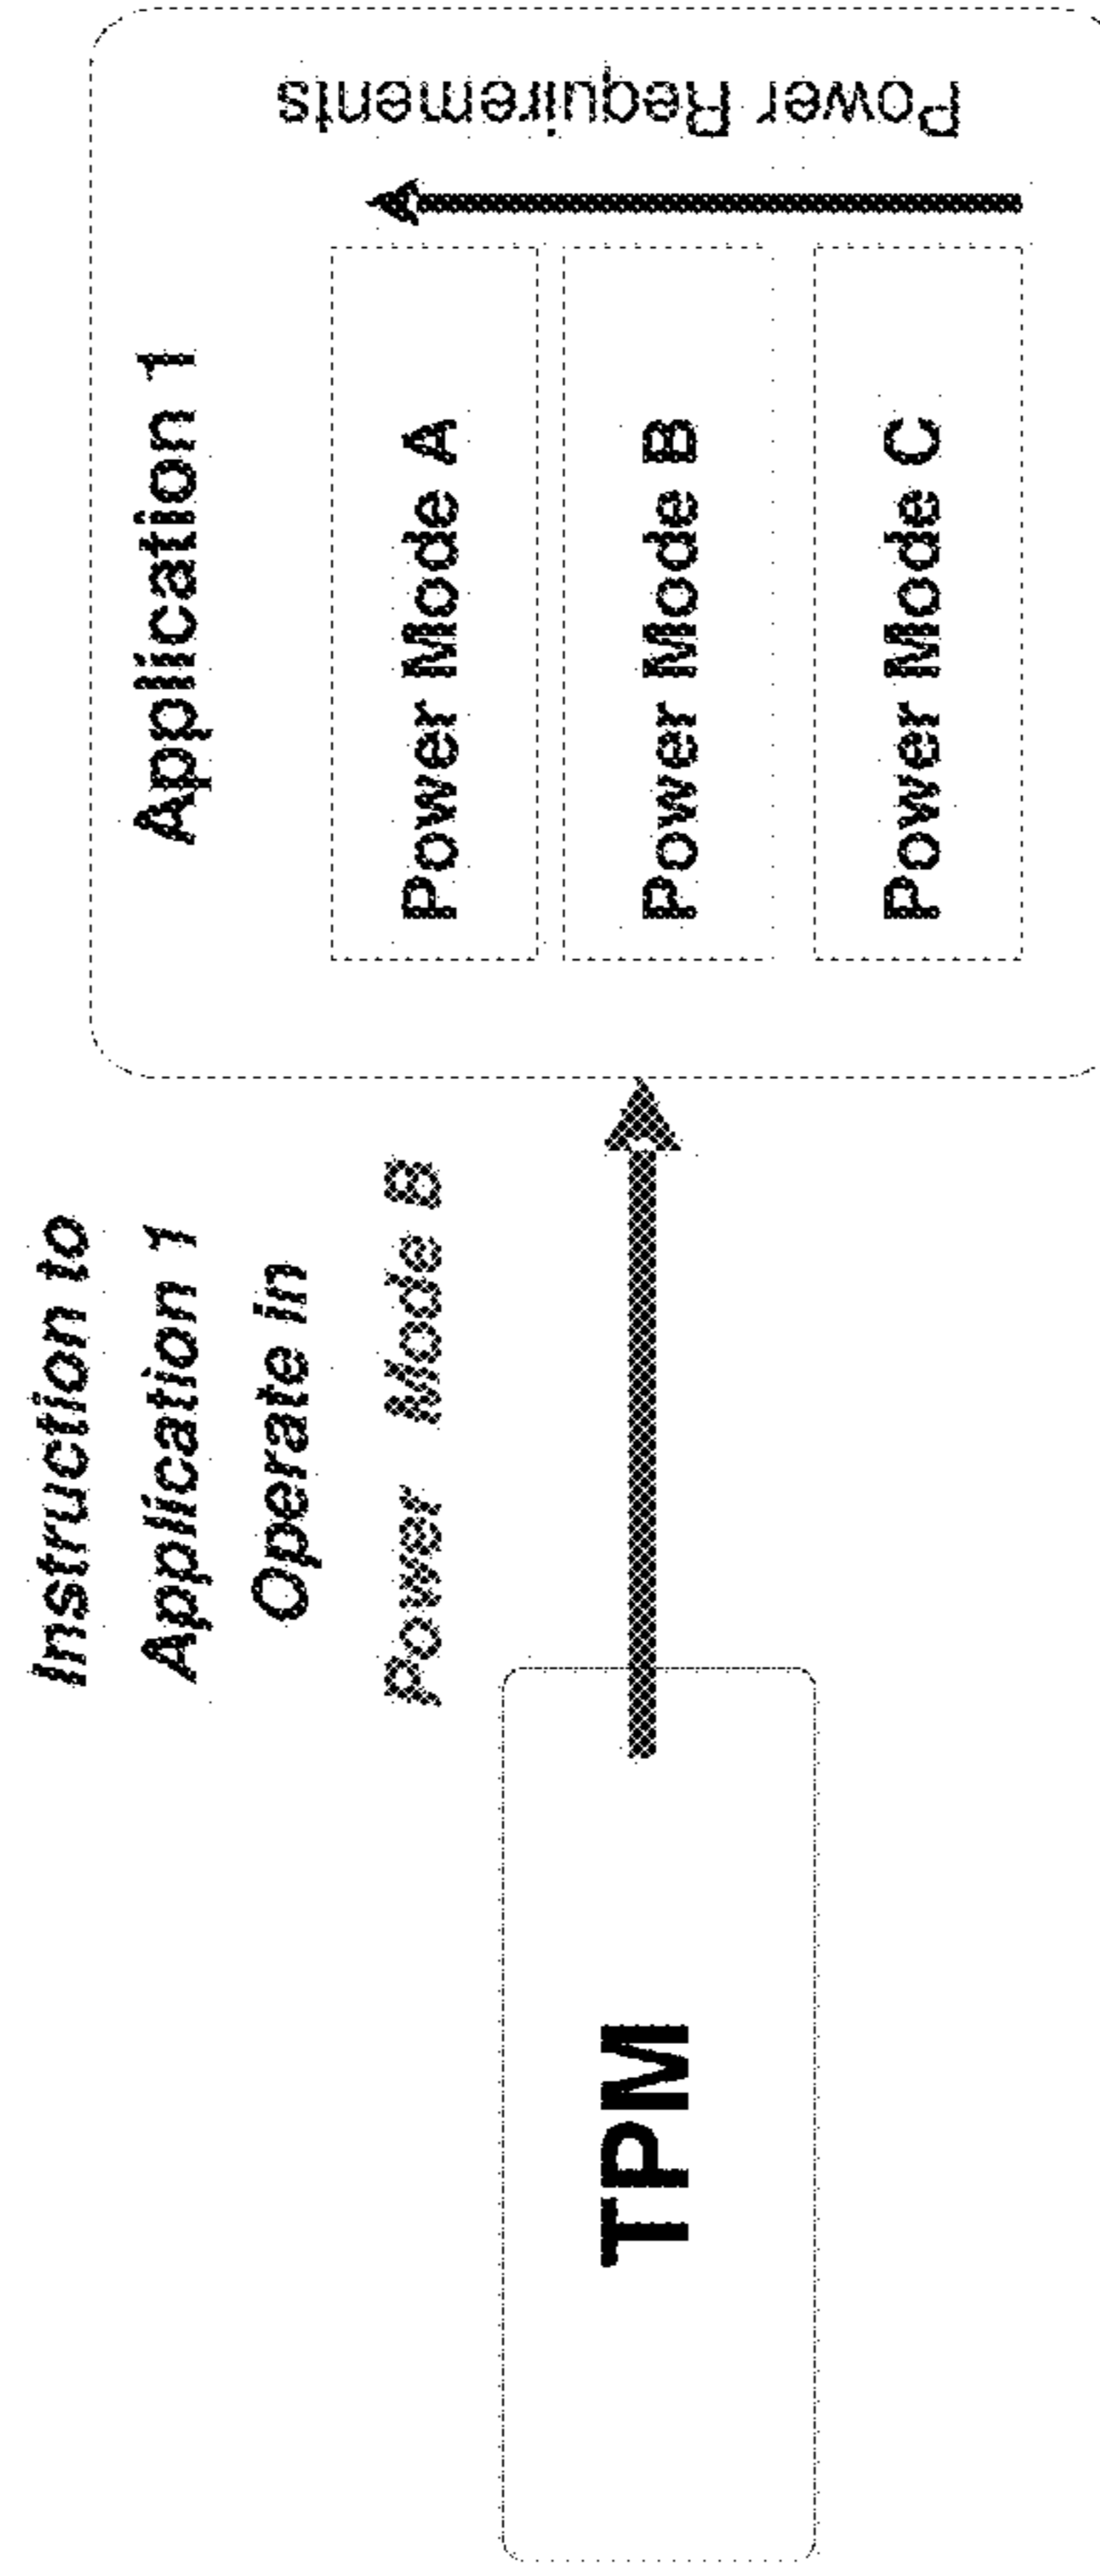 Instruction to
Application 1
Operate in
Power Mode B
TPM
Application 1
Power Mode A
Power Mode B
Power Mode C
Power Requirements